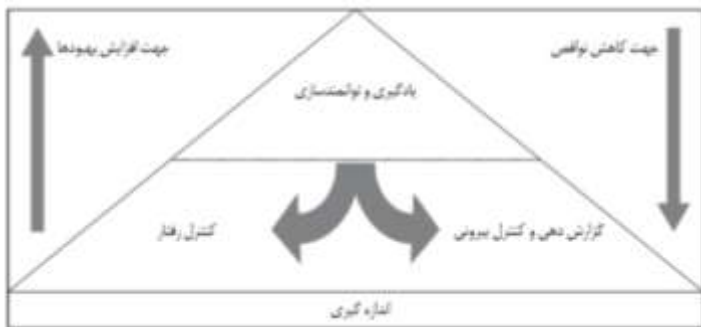 جهت کاهش نواقص
جهت افزایش بهبودها
یادگیری و توانمندسازی
گزارش دهی و کنترل بیرونی
کنترل رفتار
اندازه گیری